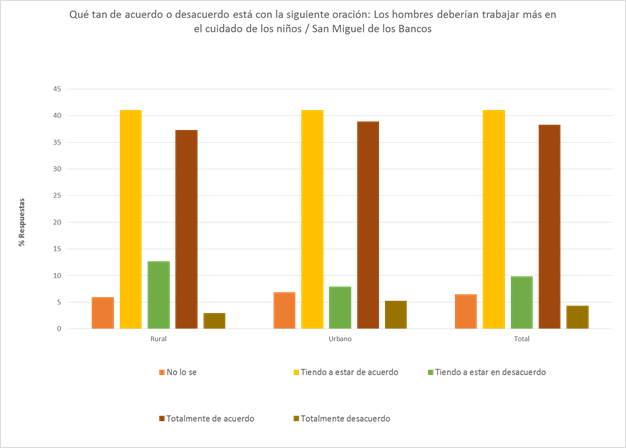 Qué tan de acuerdo o desacuerdo está con la siguiente oración: Los hombres deberían trabajar más en
el cuidado de los niños / San Miguel de los Bancos
45
40
35
30
25
20
15
10
5
0
% Respuestas
Rural
Urbano
Total
No lo se
Tiendo a estar de acuerdo
Tiendo a estar en desacuerdo
Totalmente de acuerdo
Totalmente desacuerdo